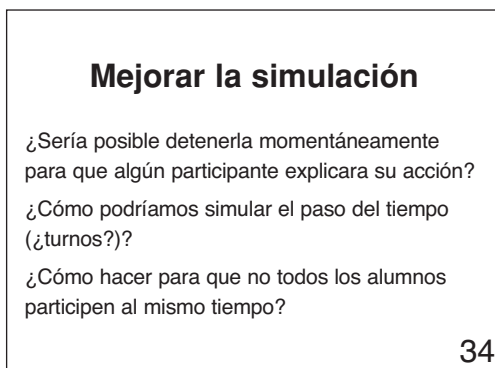 Mejorar la simulación
¿Sería posible detenerla momentáneamente
para que algún participante explicara su acción?
¿Cómo podríamos simular el paso del tiempo
(¿turnos?)?
¿Cómo hacer para que no todos los alumnos
participen al mismo tiempo?
34